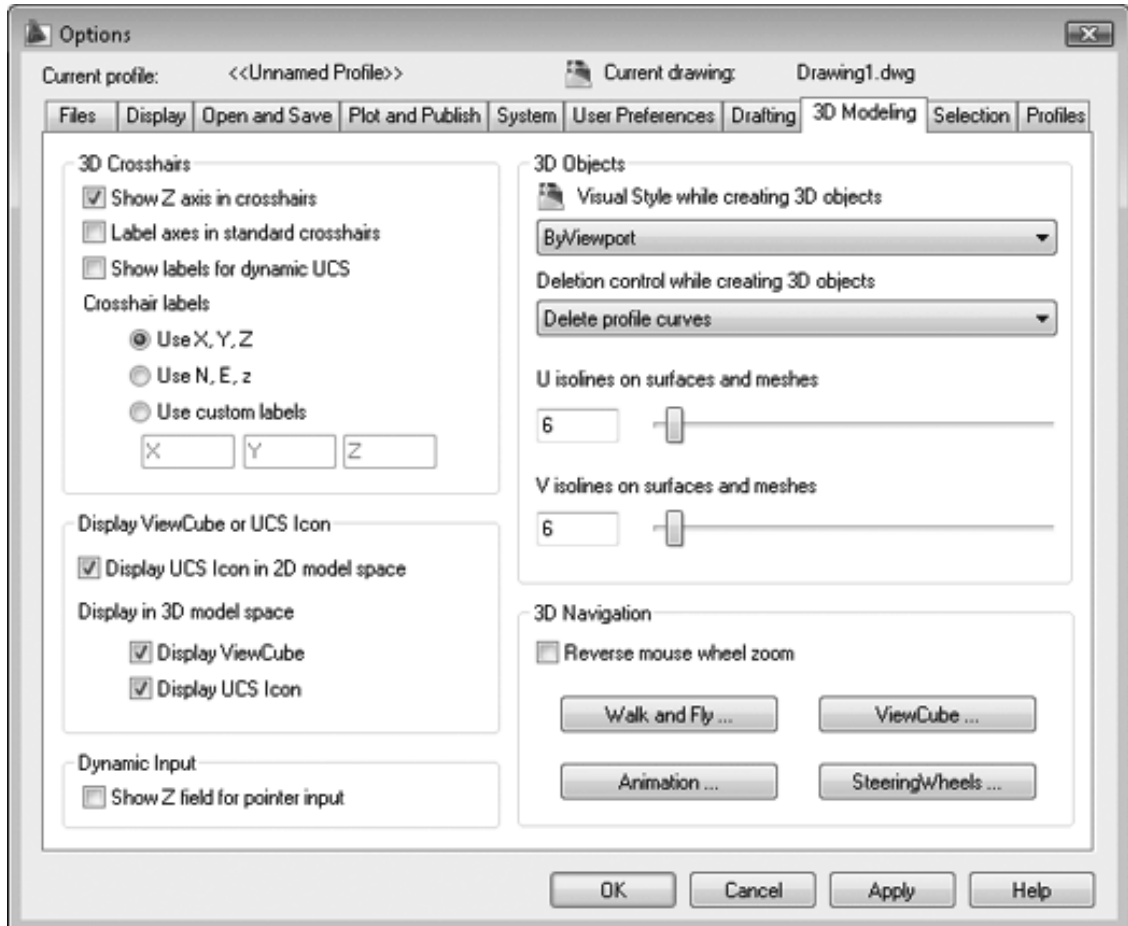 Options
Current profile: <<Unnamed Profile>> Current drawing: Drawing1.dwg
Files Display Open and Save Plot and Publish System User Preferences Drafting 3D Modeling Selection Profiles
3D Crosshairs
Show Z axis in crosshairs
Label axes in standard crosshairs
Show labels for dynamic UCS
Crosshair labels
Use X, Y, Z
Use N, E, z
Use custom labels
X Y Z
Display ViewCube or UCS Icon
Display UCS Icon in 2D model space
Display in 3D model space
Display ViewCube
Display UCS Icon
Dynamic Input
Show Z field for pointer input
3D Objects
Visual Style while creating 3D objects
ByViewport
Deletion control while creating 3D objects
Delete profile curves
U isolines on surfaces and meshes
6
V isolines on surfaces and meshes
6
3D Navigation
Reverse mouse wheel zoom
Walk and Fly ... ViewCube ...
Animation ... SteeringWheels ...
OK Cancel Apply Help